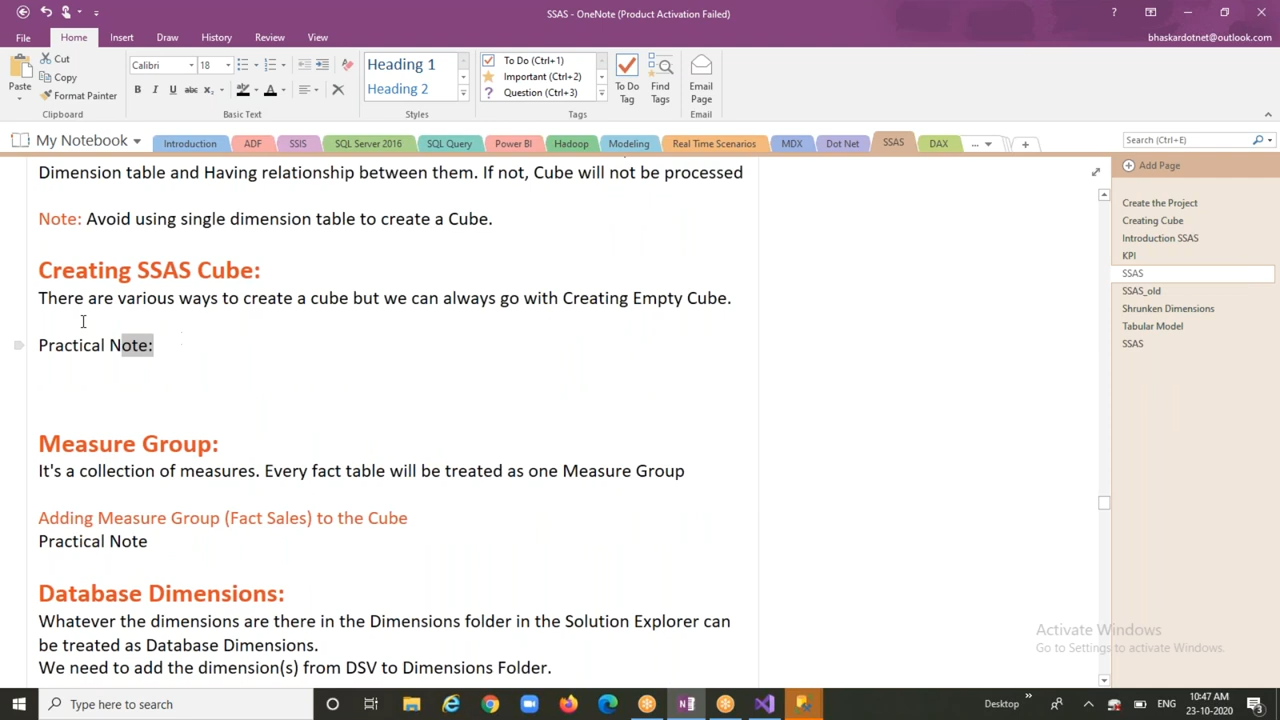 SSAS - OneNote (Product Activation Failed)
File Home Insert Draw History Review View
bhaskardotnet@outlook.com
Paste
Cut
Copy
Format Painter
Clipboard
Calibri 18
B I U abc
Basic Text
Heading 1
Heading 2
Styles
To Do (Ctrl+1)
Important (Ctrl+2)
Question (Ctrl+3)
Tags
To Do Tag
Find Tags
Email Page
Email
My Notebook
Introduction ADF SSIS SQL Server 2016 SQL Query Power BI Hadoop Modeling Real Time Scenarios MDX Dot Net SSAS DAX ...
Search (Ctrl+E)
Dimension table and Having relationship between them. If not, Cube will not be processed
Note: Avoid using single dimension table to create a Cube.
Creating SSAS Cube:
There are various ways to create a cube but we can always go with Creating Empty Cube.
Practical Note:
Measure Group:
It's a collection of measures. Every fact table will be treated as one Measure Group
Adding Measure Group (Fact Sales) to the Cube
Practical Note
Database Dimensions:
Whatever the dimensions are there in the Dimensions folder in the Solution Explorer can
be treated as Database Dimensions.
We need to add the dimension(s) from DSV to Dimensions Folder.
Add Page
Create the Project
Creating Cube
Introduction SSAS
KPI
SSAS
SSAS_old
Shrunken Dimensions
Tabular Model
SSAS
Activate Windows
Go to Settings to activate Windows.
Type here to search
Desktop
ENG
10:47 AM
23-10-2020
3